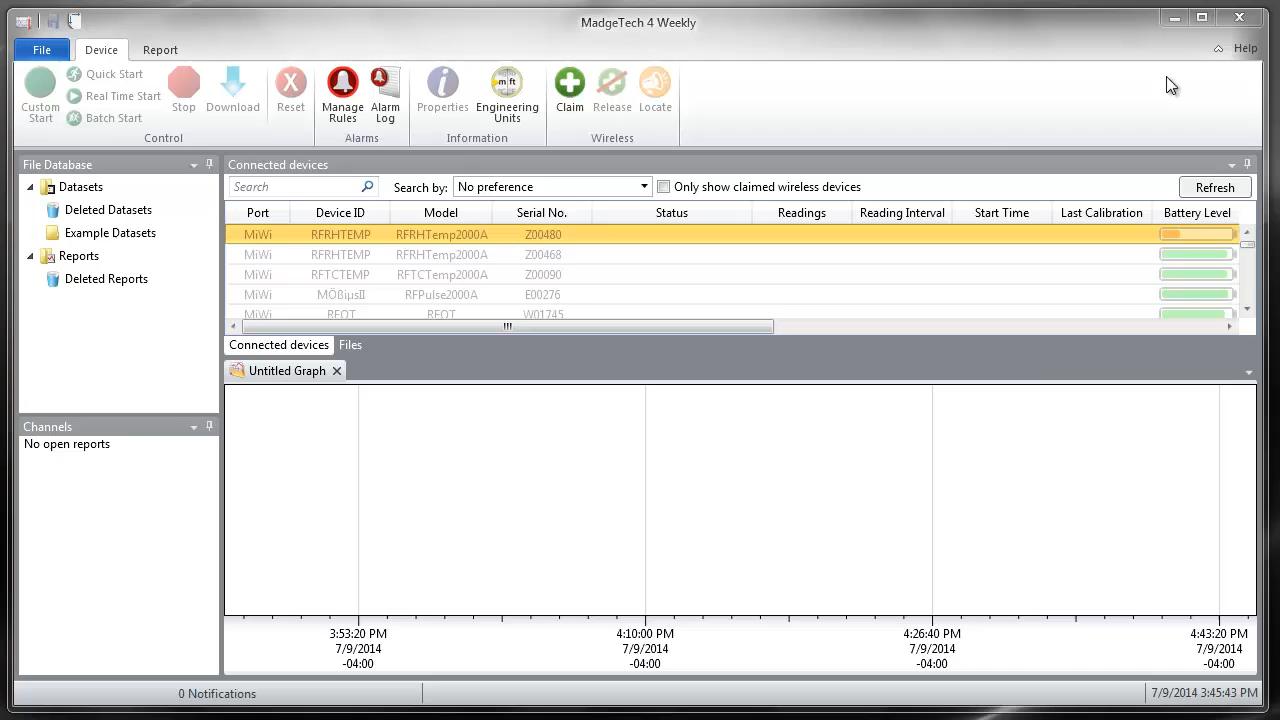 MadgeTech 4 Weekly
File Device Report Help
Custom Start
Quick Start
Real Time Start
Batch Start
Stop
Download
Reset
Manage Rules
Alarm Log
Properties
Engineering Units
Claim
Release
Locate
Control Alarms Information Wireless
File Database
Datasets
Deleted Datasets
Example Datasets
Reports
Deleted Reports
Channels
No open reports
Connected devices
Search Search by: No preference Only show claimed wireless devices Refresh
Port Device ID Model Serial No. Status Readings Reading Interval Start Time Last Calibration Battery Level
MiWi RFRHTEMP RFRHTemp2000A Z00480
MiWi RFRHTEMP RFRHTemp2000A Z00468
MiWi RFTCTEMP RFTCTemp2000A Z00090
MiWi MÖßiµsII RFPulse2000A E00276
MiWi RFOT RFOT W01745
Connected devices Files
Untitled Graph
3:53:20 PM 4:10:00 PM 4:26:40 PM 4:43:20 PM
7/9/2014 7/9/2014 7/9/2014 7/9/2014
-04:00 -04:00 -04:00 -04:00
0 Notifications 7/9/2014 3:45:43 PM